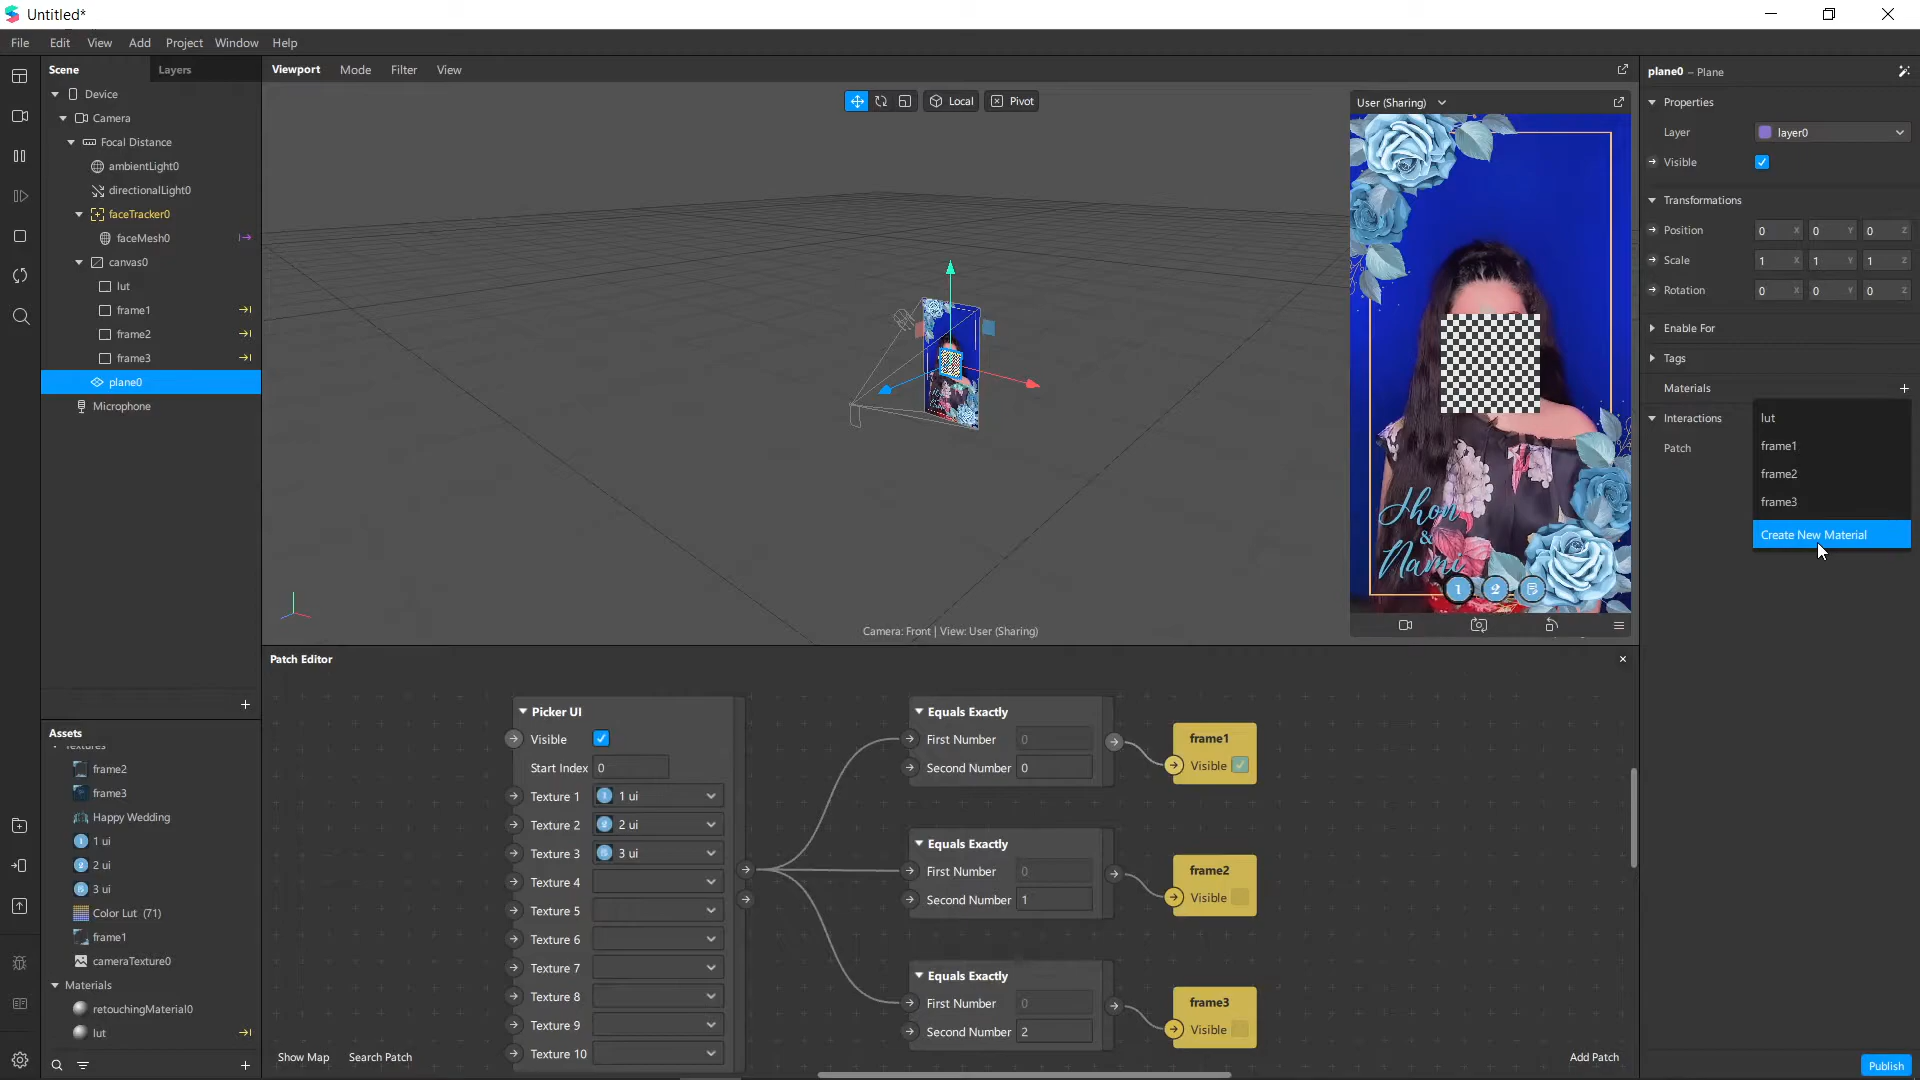 Untitled*
File Edit View Add Project Window Help
Scene Layers
Device
Camera
Focal Distance
ambientLight0
directionalLight0
faceTracker0
faceMesh0
canvas0
lut
frame1
frame2
frame3
plane0
Microphone
Assets
Textures
frame2
frame3
Happy Wedding
1 ui
2 ui
3 ui
Color Lut (71)
frame1
cameraTexture0
Materials
retouchingMaterial0
lut
Viewport Mode Filter View
Local Pivot
Camera: Front | View: User (Sharing)
User (Sharing)
Jhon
&
Nami
1 2
Patch Editor
Picker UI
Visible
Start Index 0
Texture 1 1 ui
Texture 2 2 ui
Texture 3 3 ui
Texture 4
Texture 5
Texture 6
Texture 7
Texture 8
Texture 9
Texture 10
Equals Exactly
First Number 0
Second Number 0
frame1
Visible
Equals Exactly
First Number 0
Second Number 1
frame2
Visible
Equals Exactly
First Number 0
Second Number 2
frame3
Visible
Show Map Search Patch
Add Patch
plane0 – Plane
Properties
Layer layer0
Visible
Transformations
Position 0 X 0 Y 0 Z
Scale 1 X 1 Y 1 Z
Rotation 0 X 0 Y 0 Z
Enable For
Tags
Materials
Interactions
Patch
lut
frame1
frame2
frame3
Create New Material
Publish